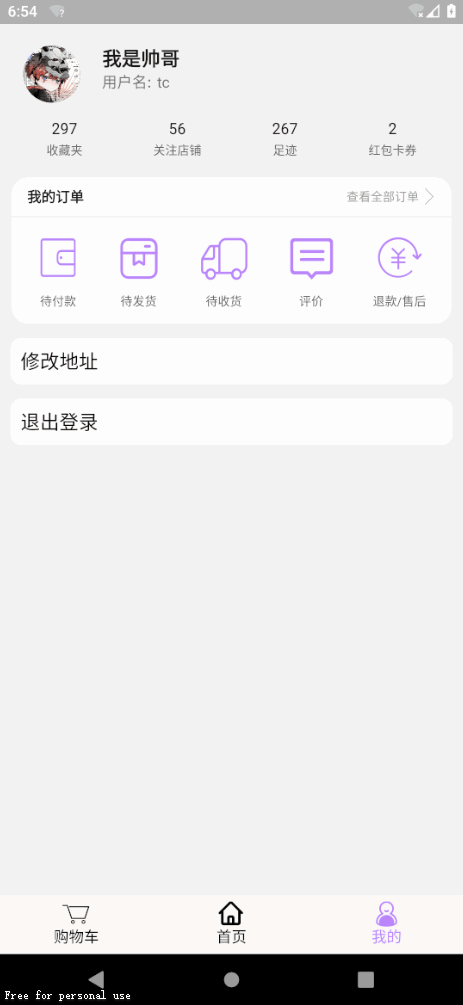 6:54
我是帅哥
用户名: tc
297 56 267 2
收藏夹 关注店铺 足迹 红包卡券
我的订单 查看全部订单
待付款 待发货 待收货 评价 退款/售后
修改地址
退出登录
购物车 首页 我的
Free for personal use